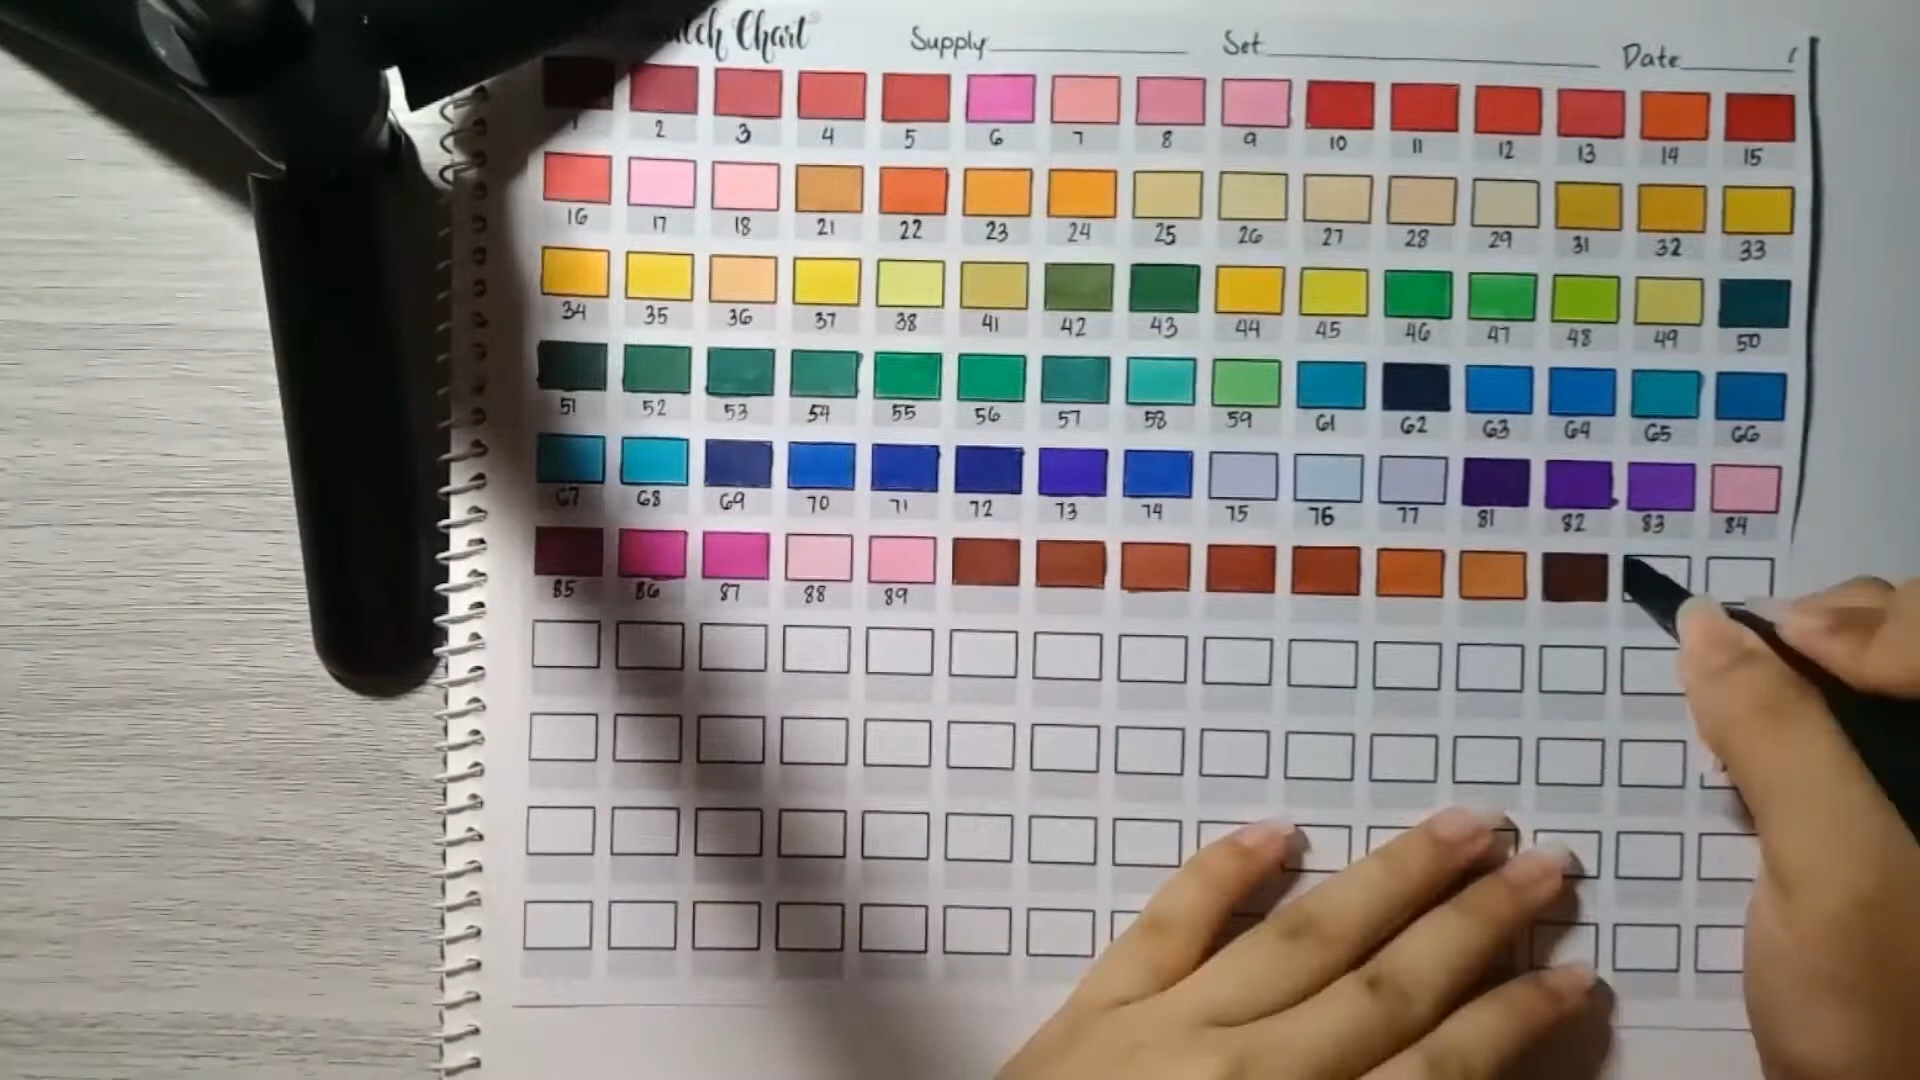 Chart Supply Set Date
1 2 3 4 5 6 7 8 9 10 11 12 13 14 15
16 17 18 21 22 23 24 25 26 27 28 29 31 32 33
34 35 36 37 38 41 42 43 44 45 46 47 48 49 50
51 52 53 54 55 56 57 58 59 61 62 63 64 65 66
67 68 69 70 71 72 73 74 75 76 77 81 82 83 84
85 86 87 88 89